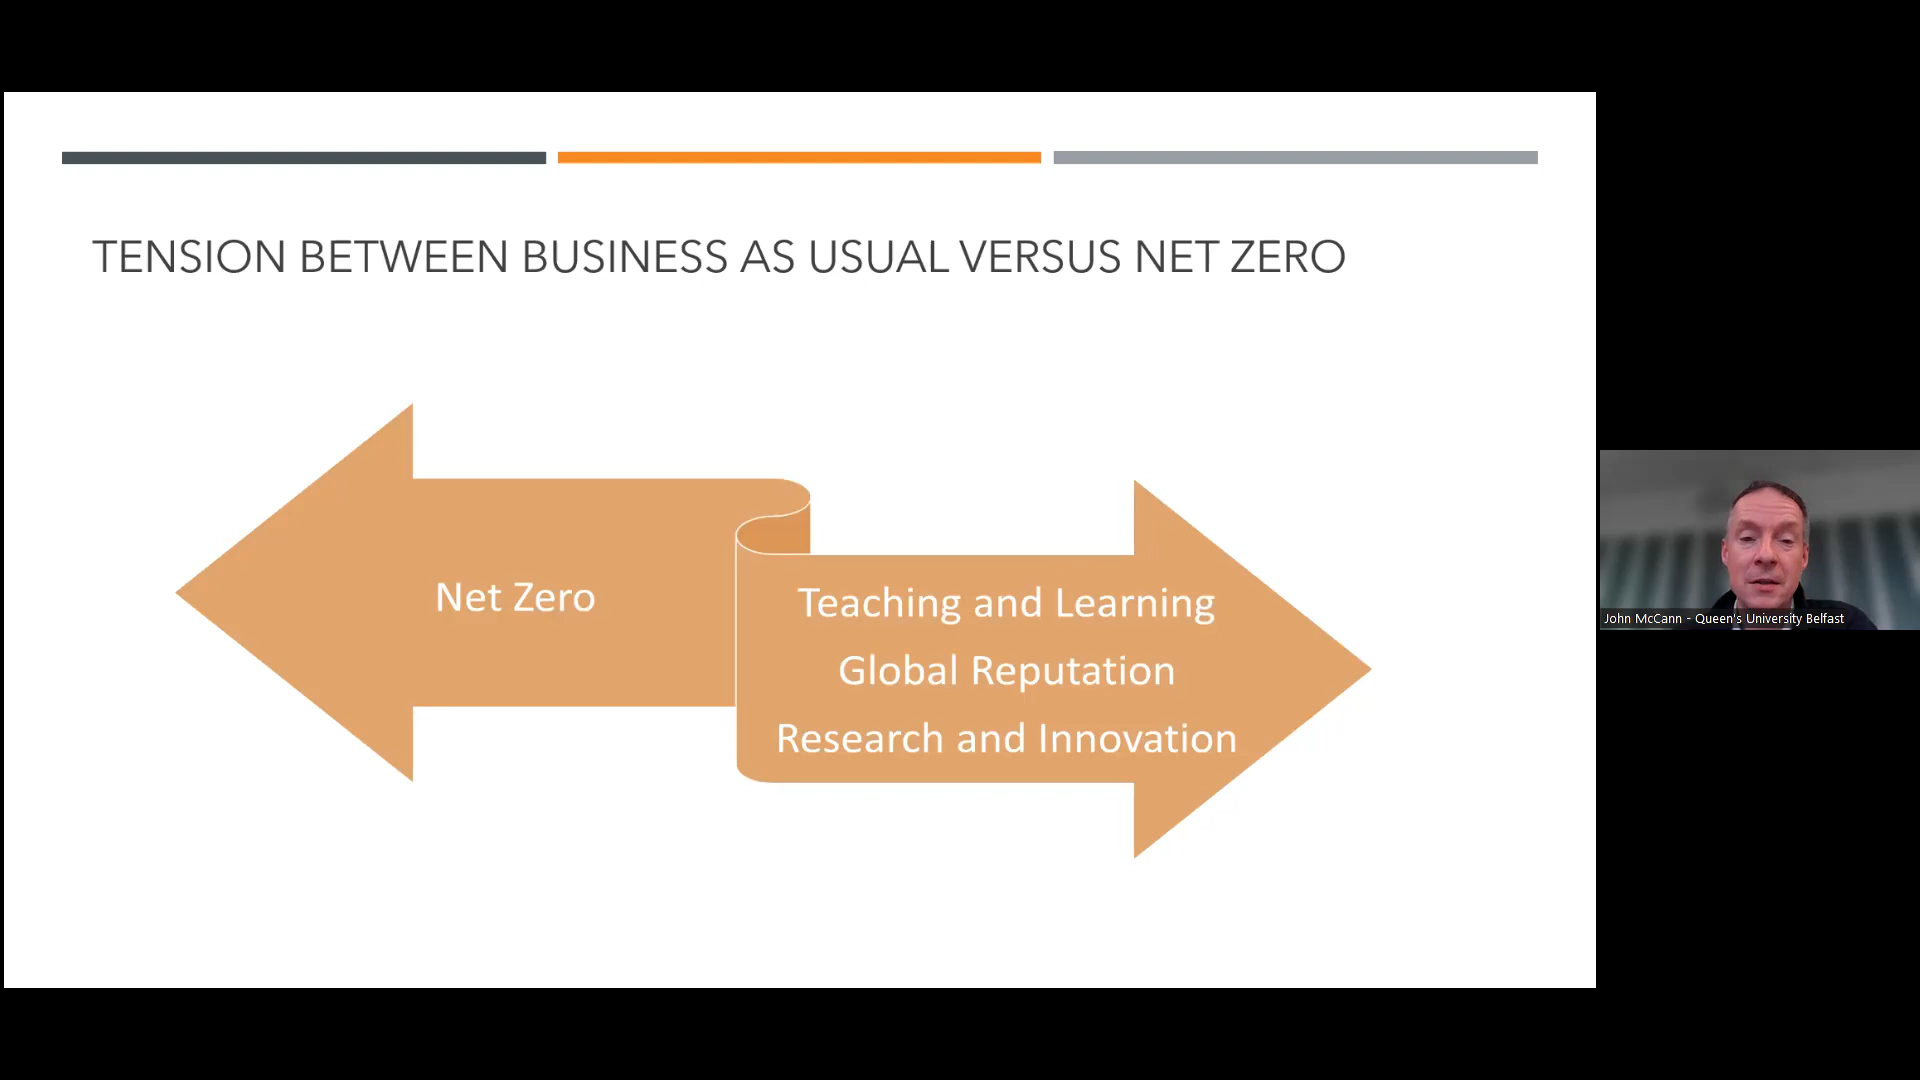 TENSION BETWEEN BUSINESS AS USUAL VERSUS NET ZERO
Net Zero
Teaching and Learning
Global Reputation
Research and Innovation
John McCann - Queen's University Belfast